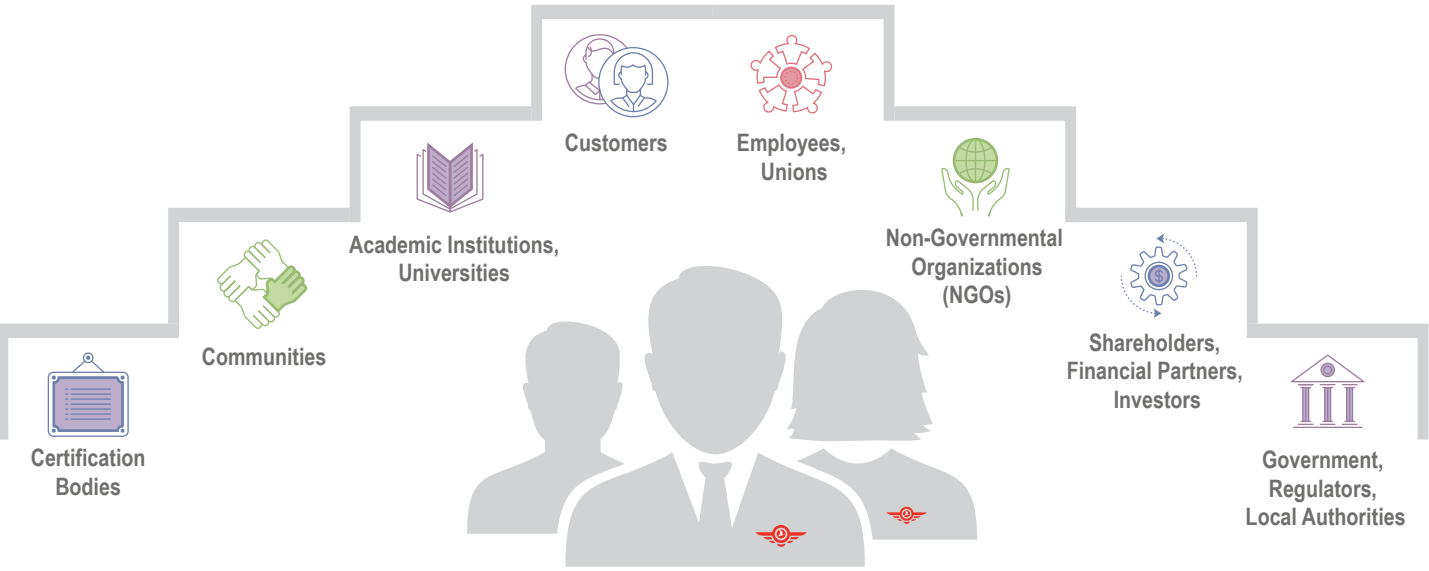 Customers
Employees,
Unions
Academic Institutions,
Universities
Non-Governmental
Organizations
(NGOs)
Communities
Shareholders,
Financial Partners,
Investors
$
Certification
Bodies
Government,
Regulators,
Local Authorities